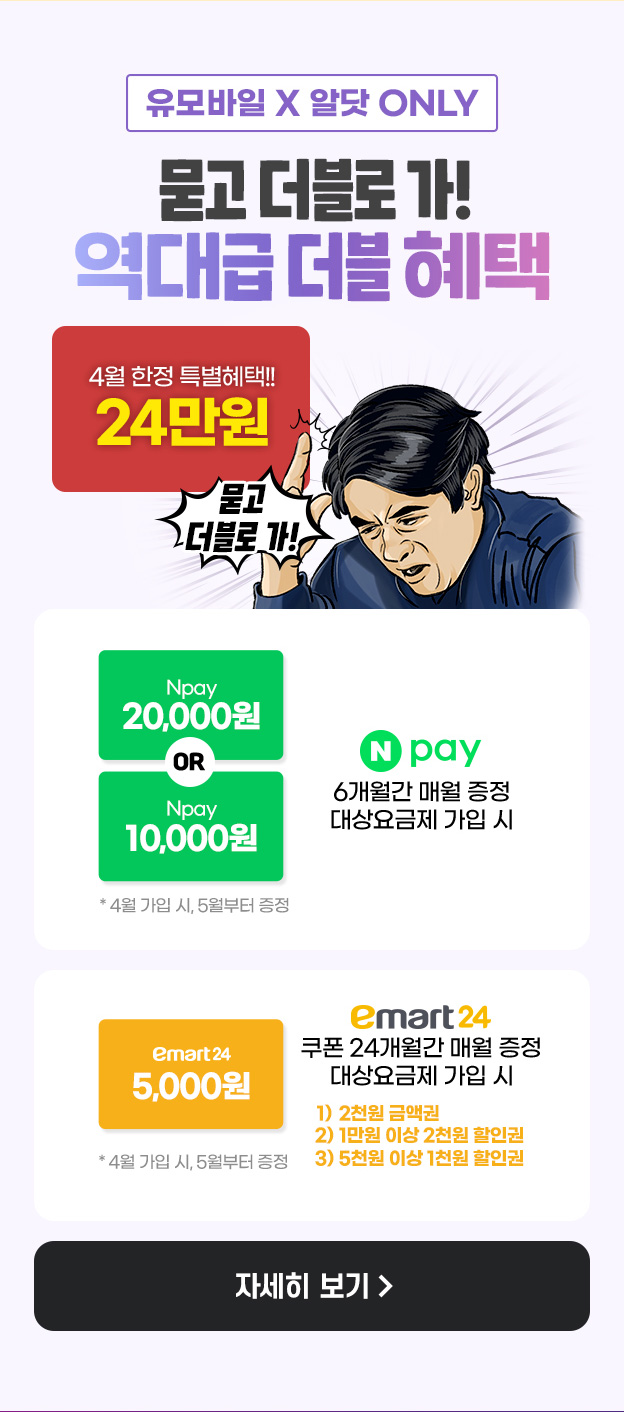 유모바일 X 알닷 ONLY
묻고 더블로 가!
역대급 더블 혜택
4월 한정 특별혜택!!
24만원
묻고
더블로 가!
Npay
20,000원
OR
Npay
10,000원
* 4월 가입 시, 5월부터 증정
N pay
6개월간 매월 증정
대상요금제 가입 시
emart24
5,000원
* 4월 가입 시, 5월부터 증정
emart24
쿠폰 24개월간 매월 증정
대상요금제 가입 시
1) 2천원 금액권
2) 1만원 이상 2천원 할인권
3) 5천원 이상 1천원 할인권
자세히 보기 >